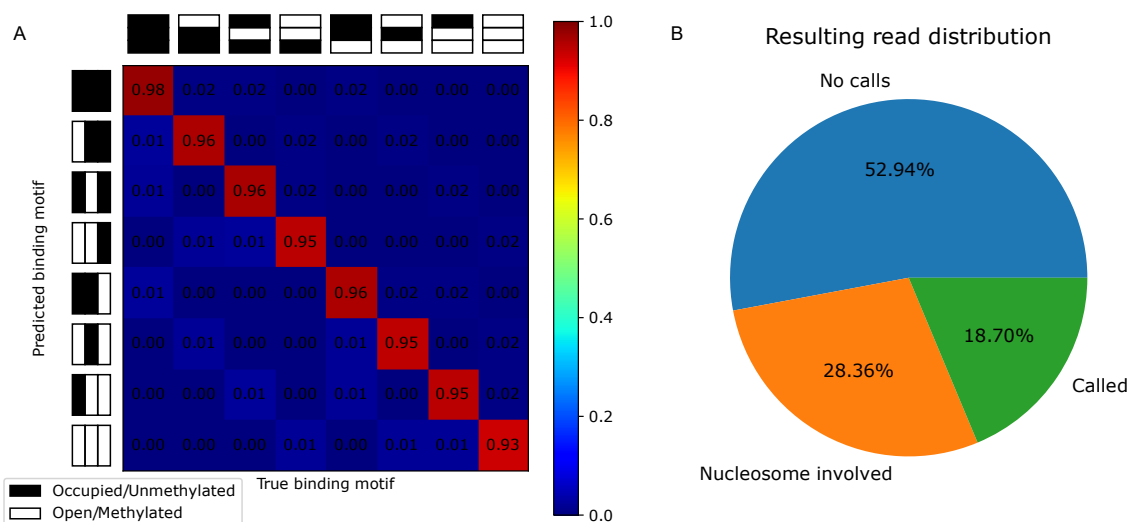 A
0.98 0.02 0.02 0.00 0.02 0.00 0.00 0.00
0.01 0.96 0.00 0.02 0.00 0.02 0.00 0.00
0.01 0.00 0.96 0.02 0.00 0.00 0.02 0.00
0.00 0.01 0.01 0.95 0.00 0.00 0.00 0.02
0.01 0.00 0.00 0.00 0.96 0.02 0.02 0.00
0.00 0.01 0.00 0.00 0.01 0.95 0.00 0.02
0.00 0.00 0.01 0.00 0.01 0.00 0.95 0.02
0.00 0.00 0.00 0.01 0.00 0.01 0.01 0.93
Predicted binding motif
True binding motif
Occupied/Unmethylated
Open/Methylated
1.0
0.8
0.6
0.4
0.2
0.0
B
Resulting read distribution
No calls
52.94%
18.70%
28.36%
Called
Nucleosome involved